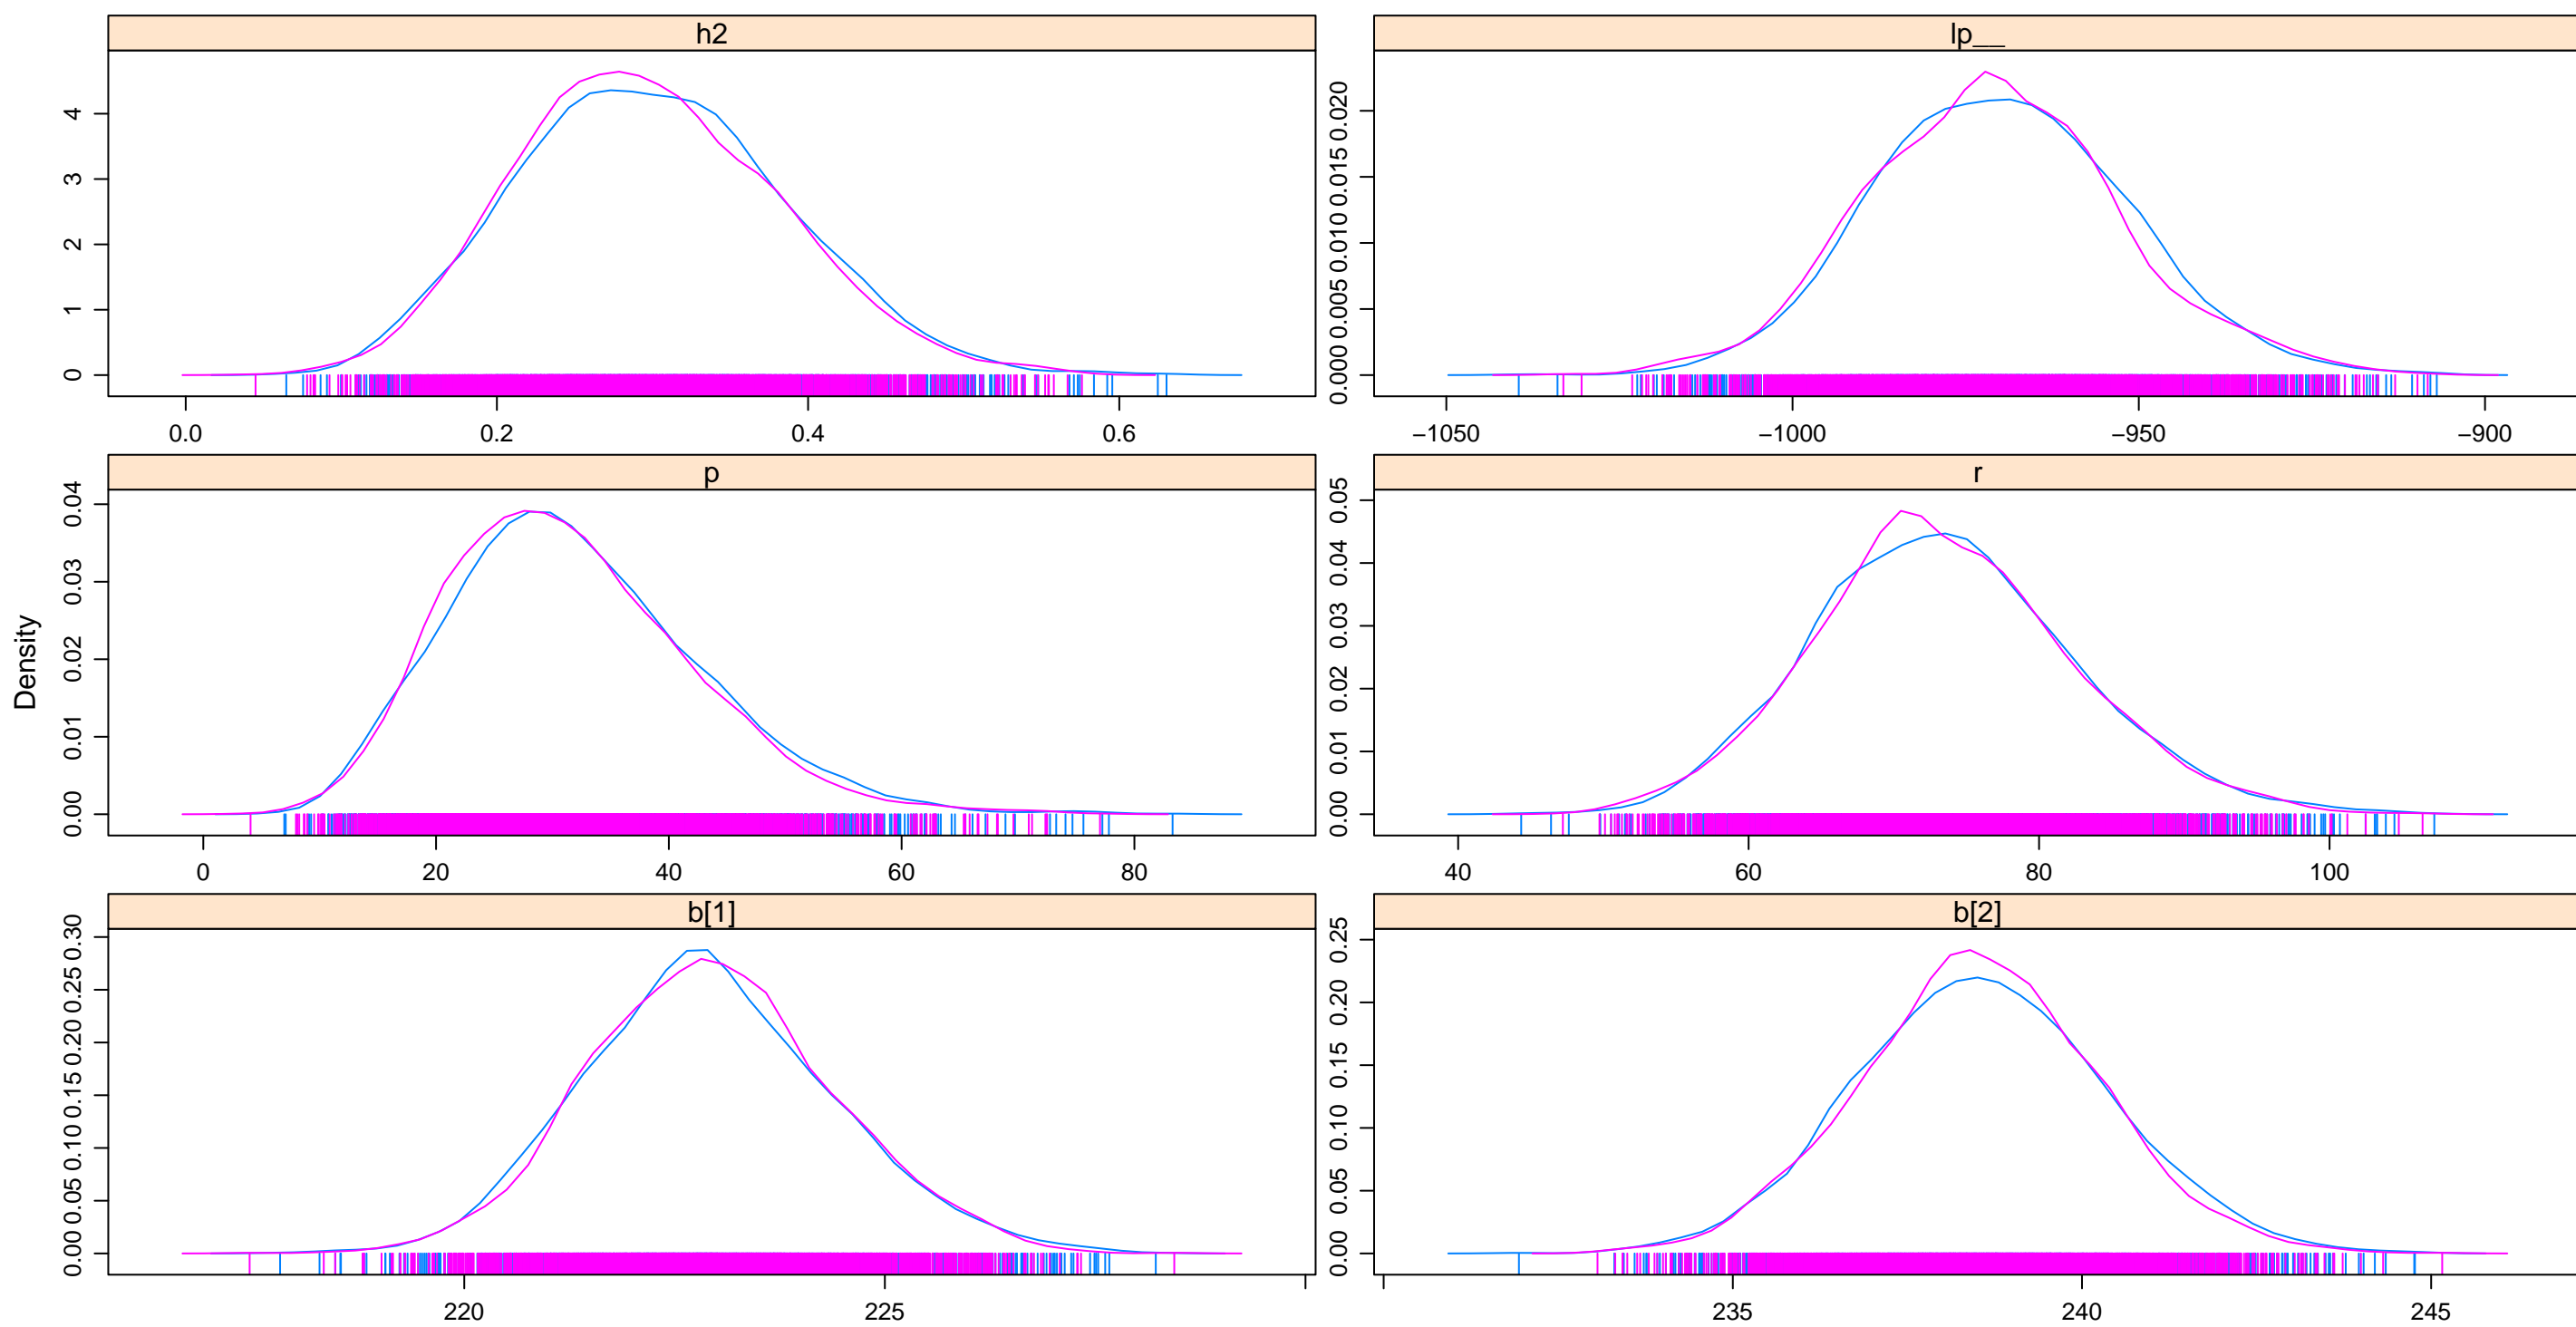 h2
lp__
0 1 2 3 4
0.000 0.005 0.010 0.015 0.020
0.0 0.2 0.4 0.6
−1050 −1000 −950 −900
p
r
Density
0.00 0.01 0.02 0.03 0.04
0.00 0.01 0.02 0.03 0.04 0.05
0 20 40 60 80
40 60 80 100
b[1]
b[2]
0.00 0.05 0.10 0.15 0.20 0.25 0.30
0.00 0.05 0.10 0.15 0.20 0.25
220 225
235 240 245